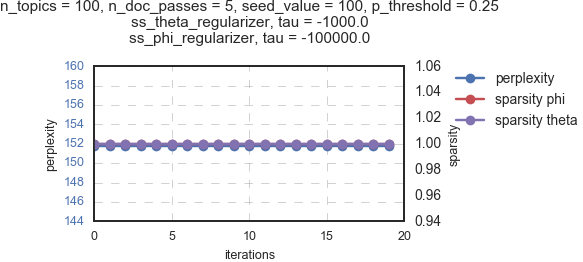 n_topics = 100, n_doc_passes = 5, seed_value = 100, p_threshold = 0.25
ss_theta_regularizer, tau = -1000.0
ss_phi_regularizer, tau = -100000.0
160
158
156
154
152
150
148
146
144
perplexity
0
5
10
15
20
iterations
1.06
1.04
1.02
1.00
0.98
0.96
0.94
sparsity
perplexity
sparsity phi
sparsity theta